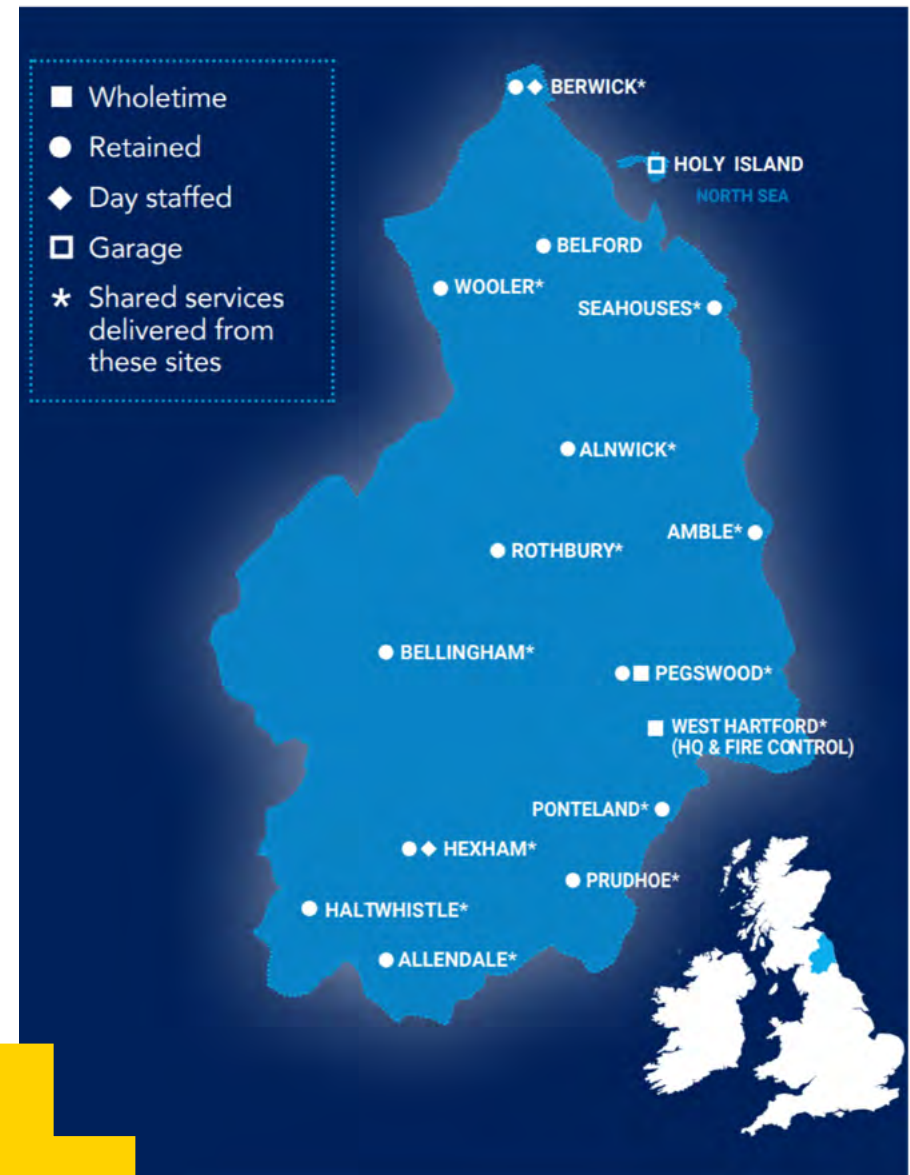 Wholetime
Retained
Day staffed
Garage
* Shared services
delivered from
these sites
BERWICK*
HOLY ISLAND
NORTH SEA
BELFORD
WOOLER*
SEAHOUSES*
ALNWICK*
AMBLE*
ROTHBURY*
BELLINGHAM*
PEGSWOOD*
WEST HARTFORD*
(HQ & FIRE CONTROL)
PONTELAND*
HEXHAM*
PRUDHOE*
HALTWHISTLE*
ALLENDALE*